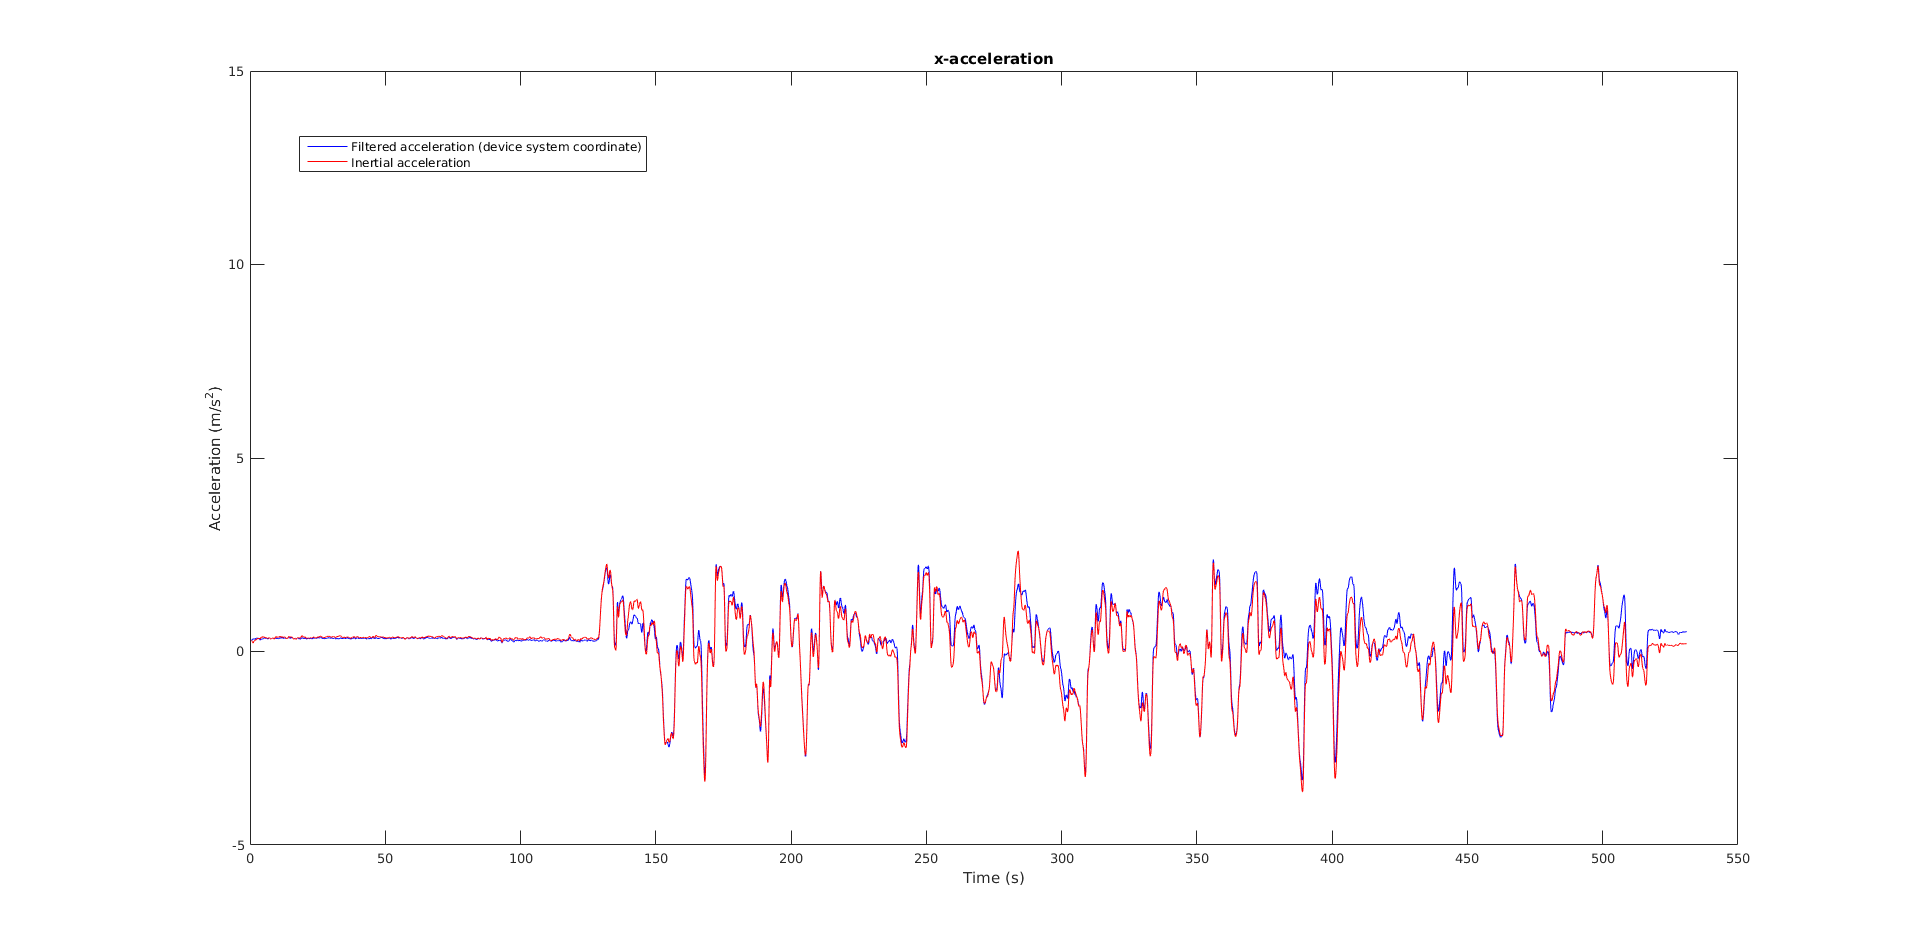 x-acceleration
15
Filtered acceleration (device system coordinate)
Inertial acceleration
10
5
Acceleration (m/s²)
0
-5
0 50 100 150 200 250 300 350 400 450 500 550
Time (s)